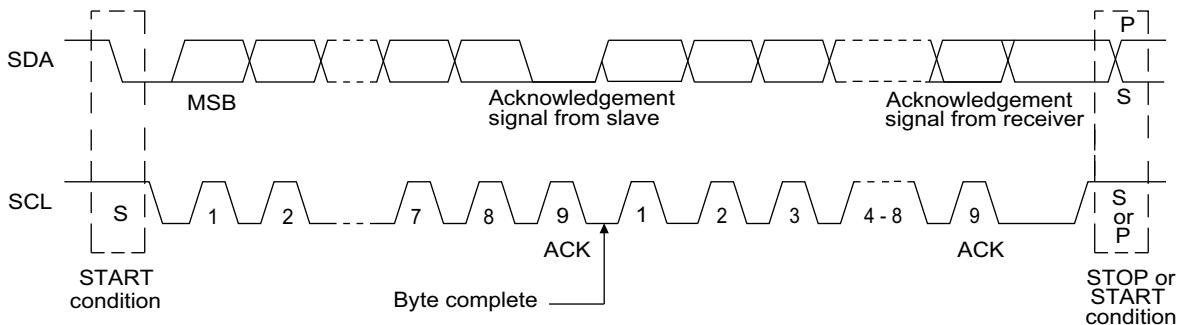 P
SDA
MSB
Acknowledgement
signal from slave
Acknowledgement
signal from receiver
S
SCL
S
1
2
7
8
9
1
2
3
4 - 8
9
S
or
P
ACK
ACK
START
condition
Byte complete
STOP or
START
condition